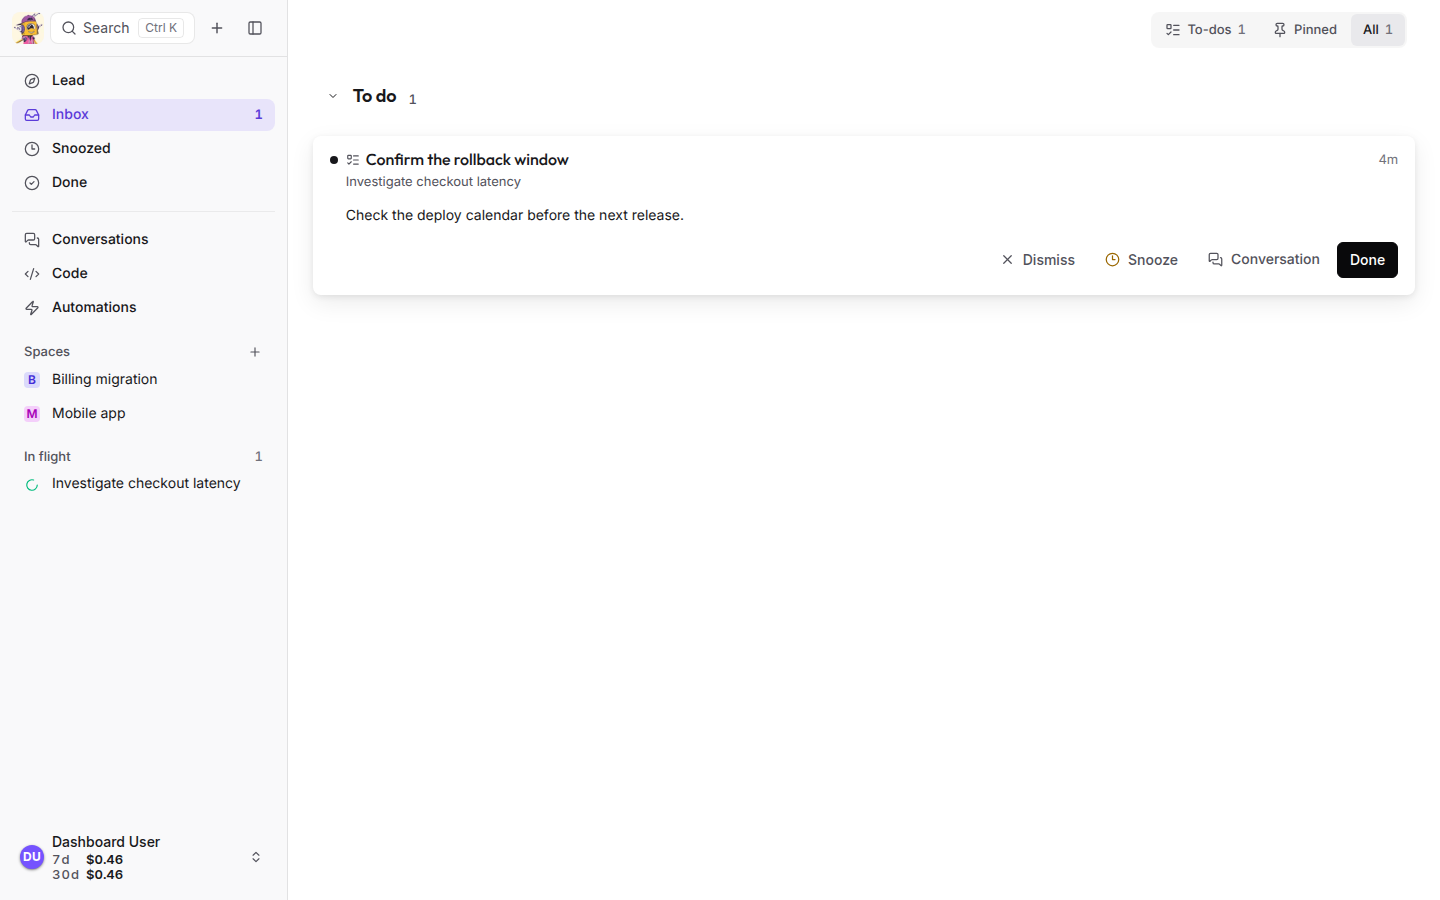 Search Ctrl K
Lead
Inbox 1
Snoozed
Done
Conversations
Code
Automations
Spaces
B Billing migration
M Mobile app
In flight 1
Investigate checkout latency
DU Dashboard User
7d $0.46
30d $0.46
To-dos 1 Pinned All 1
To do 1
Confirm the rollback window 4m
Investigate checkout latency
Check the deploy calendar before the next release.
Dismiss Snooze Conversation Done